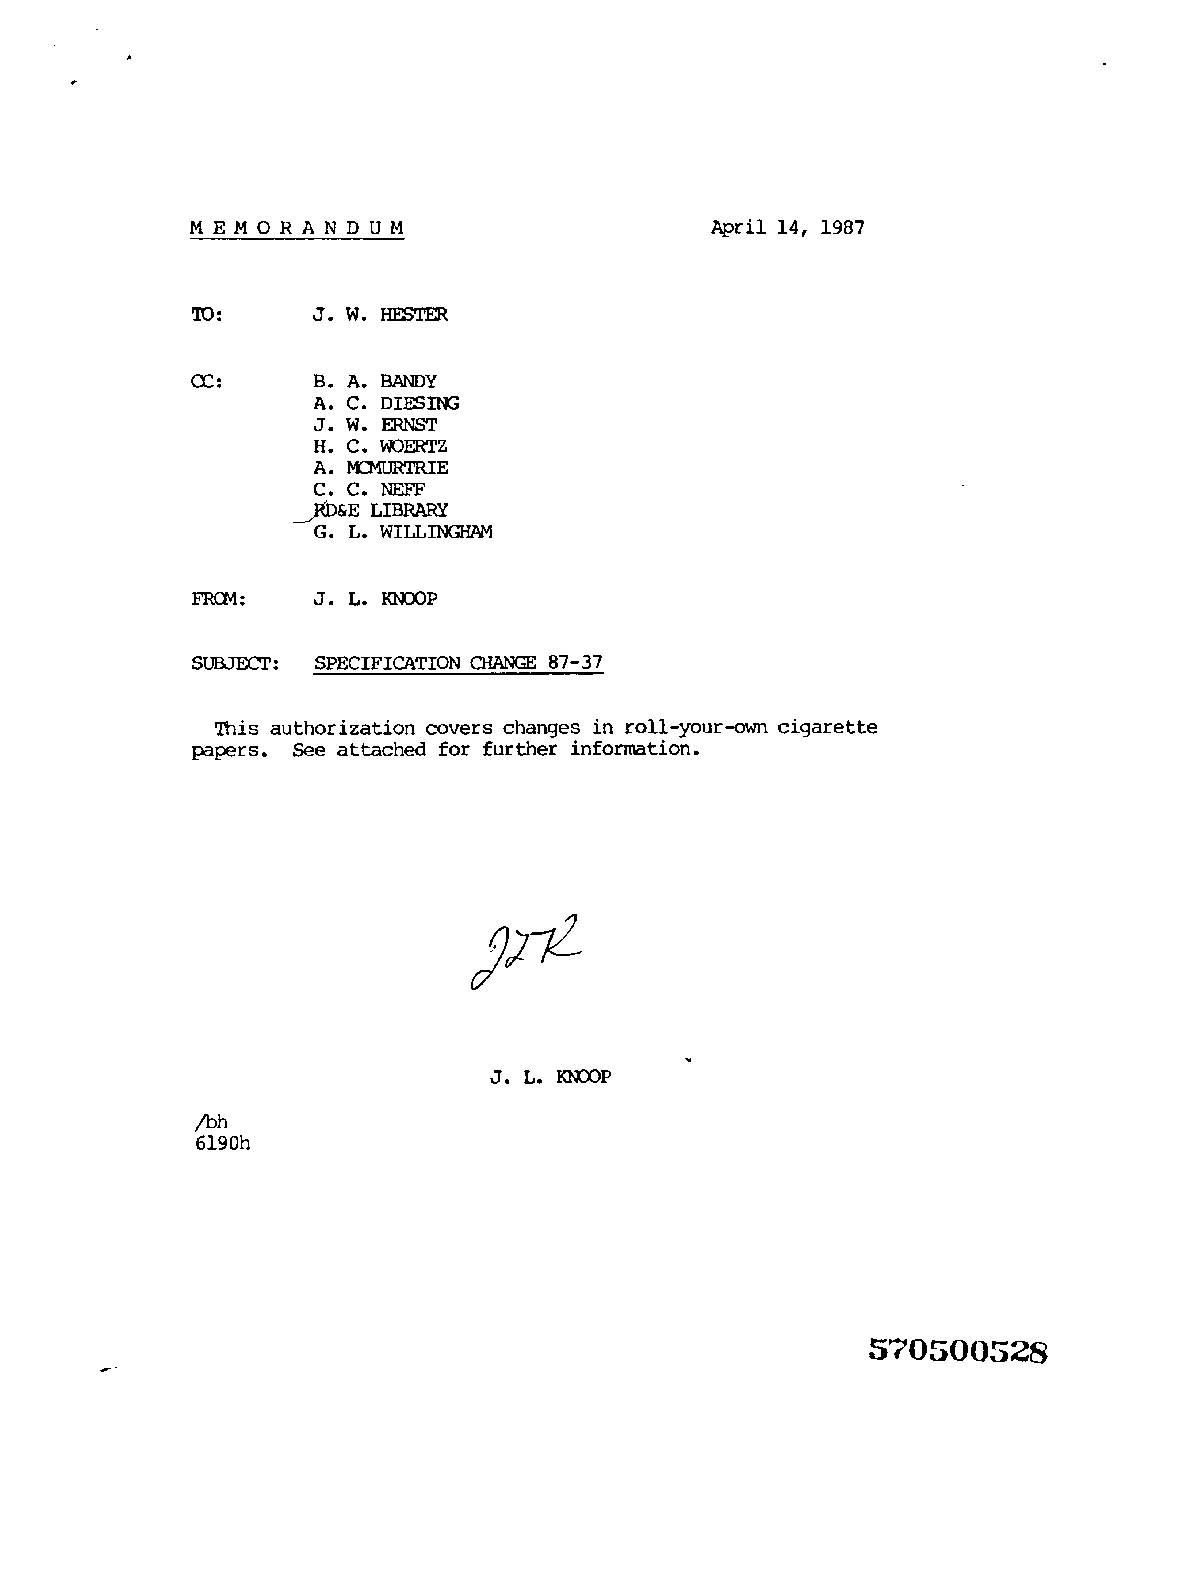 M E M O R A N D U M April 14, 1987
TO: J. W. HESTER
CC: B. A. BANDY
A. C. DIESING
J. W. ERNST
H. C. WOERTZ
A. MCMURTRIE
C. C. NEFF
RD&E LIBRARY
G. L. WILLINGHAM
FROM: J. L. KNOOP
SUBJECT: SPECIFICATION CHANGE 87-37
This authorization covers changes in roll-your-own cigarette
papers. See attached for further information.
JLK
J. L. KNOOP
/bh
6190h
570500528